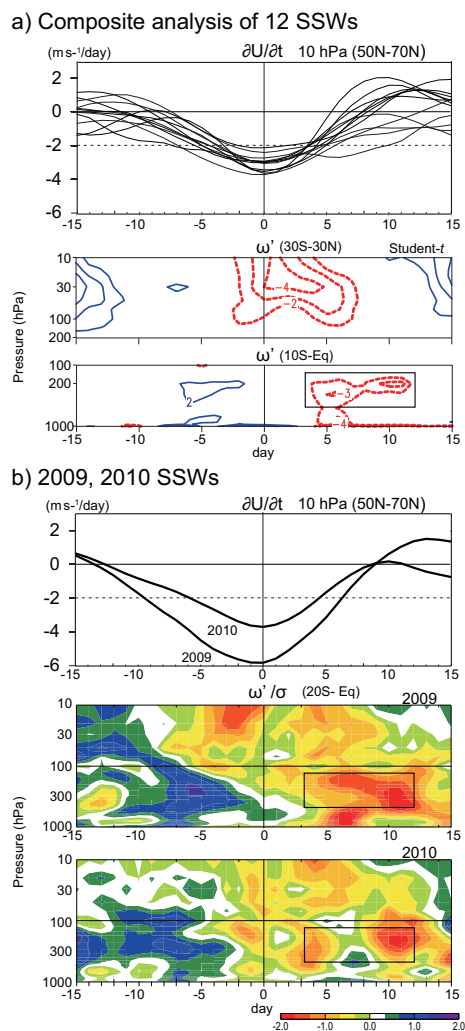 a) Composite analysis of 12 SSWs
(ms-¹/day) ∂U/∂t 10 hPa (50N-70N)
2
0
-2
-4
-6
-15 -10 -5 0 5 10 15
ω' (30S-30N) Student-t
10
30
100
200
-4
-2
Pressure (hPa)
ω' (10S-Eq)
100
200
1000
2
-3
-4
-15 -10 -5 0 5 10 15
day
b) 2009, 2010 SSWs
(ms-¹/day) ∂U/∂t 10 hPa (50N-70N)
2
0
-2
-4
-6
2010
2009
-15 -10 -5 0 5 10 15
ω'/σ (20S- Eq) 2009
10
30
100
300
1000
-15 -10 -5 0 5 10 15
Pressure (hPa)
2010
10
30
100
300
1000
-15 -10 -5 0 5 10 15
day
-2.0 -1.0 0.0 1.0 2.0